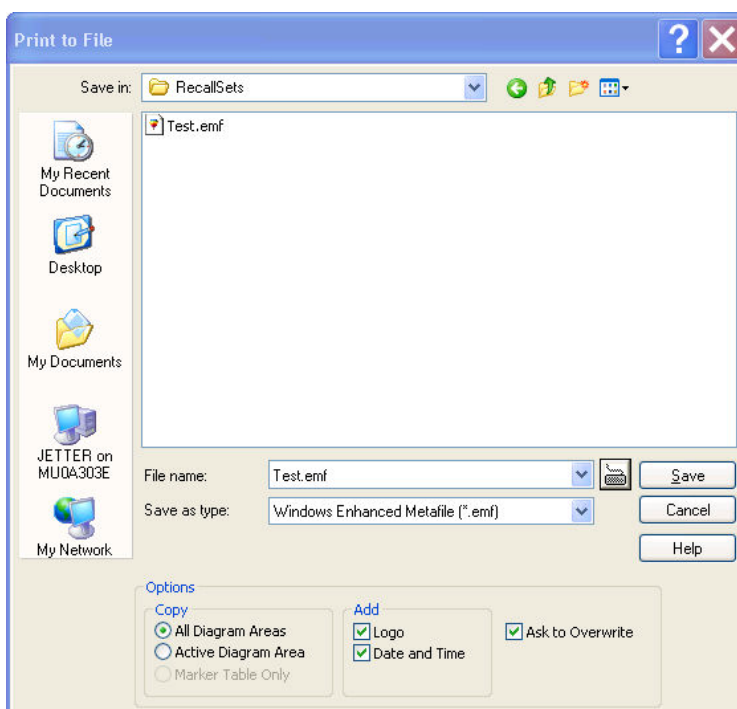 Print to File
Save in:
RecallSets
Test.emf
My Recent
Documents
Desktop
My Documents
JETTER on
MU0A303E
My Network
File name:
Test.emf
Save
Save as type:
Windows Enhanced Metafile (*.emf)
Cancel
Help
Options
Copy
All Diagram Areas
Active Diagram Area
Marker Table Only
Add
Logo
Date and Time
Ask to Overwrite